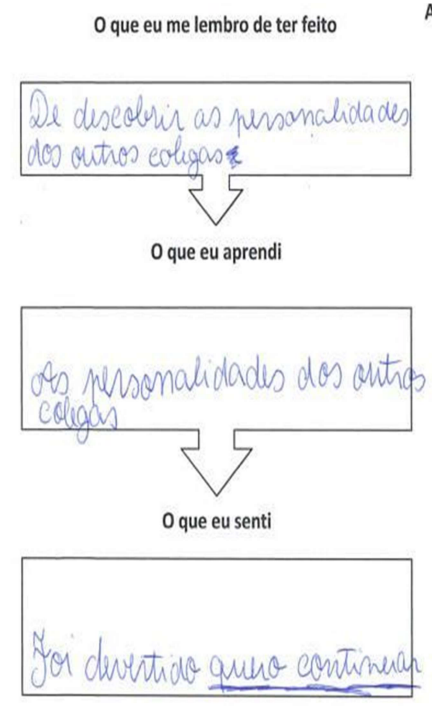 O que eu me lembro de ter feito
A
De descobrir as personalidades
dos outros colegas
O que eu aprendi
As personalidades dos outros
colegas
O que eu senti
Foi devertido quero continuar